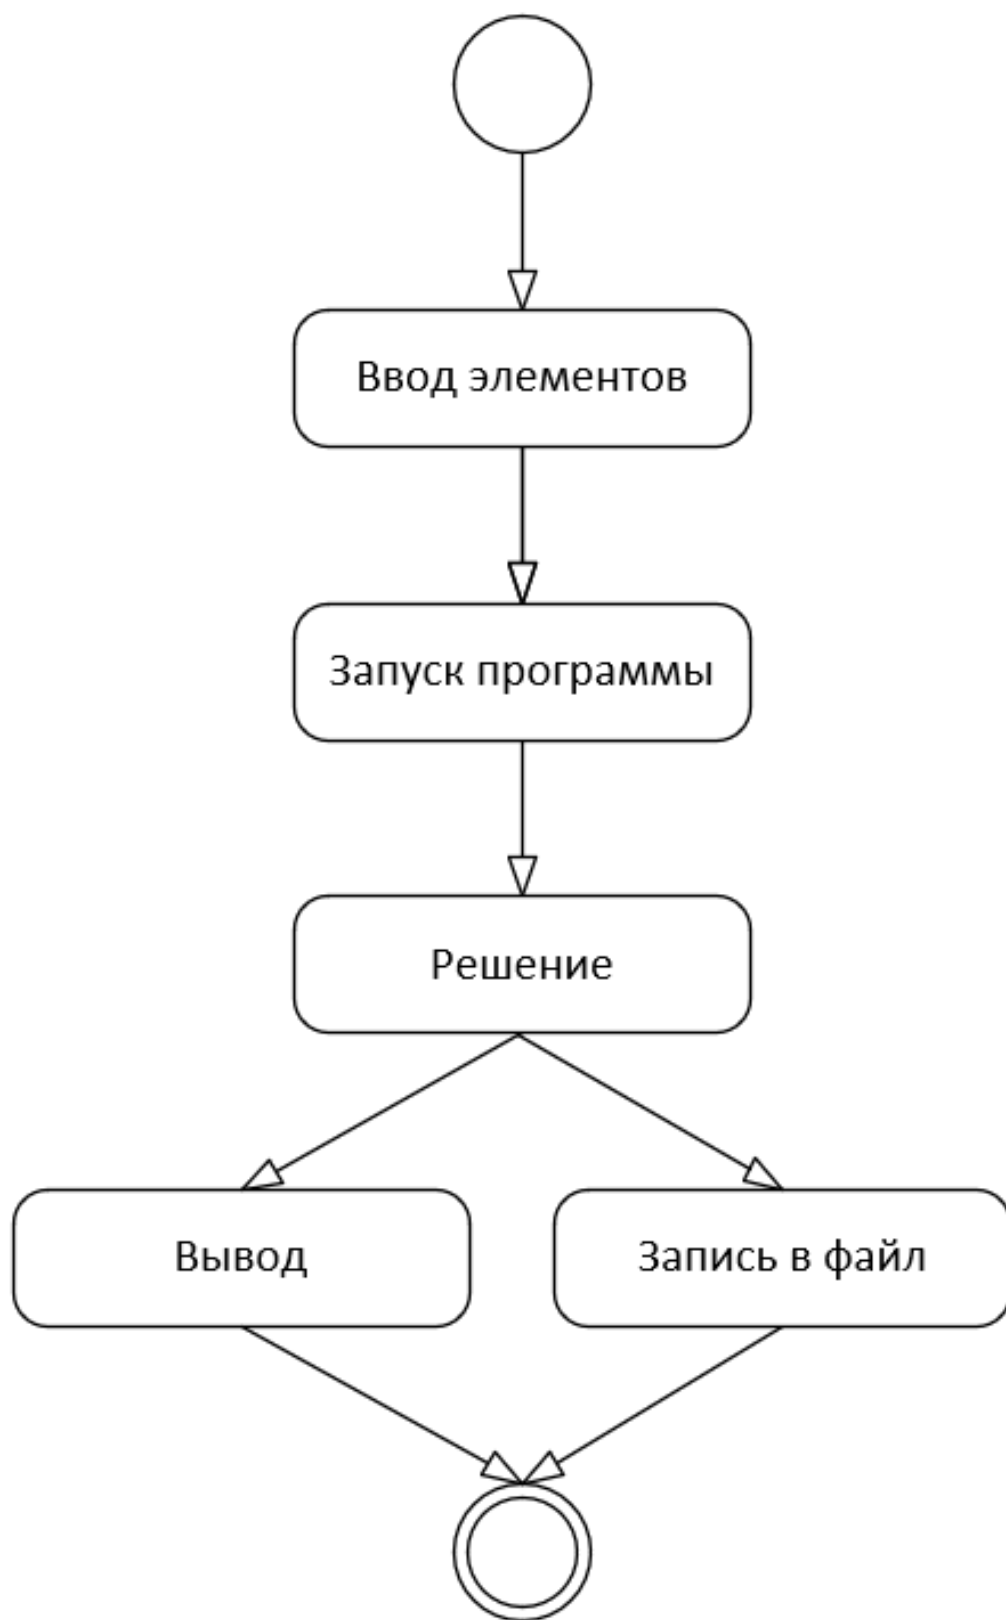 Ввод элементов
Запуск программы
Решение
Вывод
Запись в файл